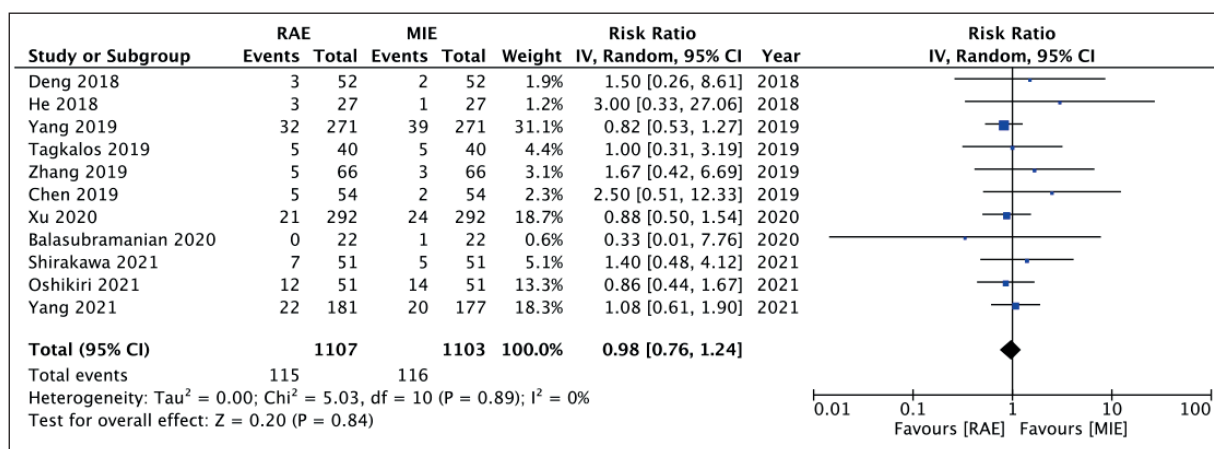 RAE MIE Risk Ratio Risk Ratio
Study or Subgroup Events Total Events Total Weight IV, Random, 95% CI Year IV, Random, 95% CI
Deng 2018 3 52 2 52 1.9% 1.50 [0.26, 8.61] 2018
He 2018 3 27 1 27 1.2% 3.00 [0.33, 27.06] 2018
Yang 2019 32 271 39 271 31.1% 0.82 [0.53, 1.27] 2019
Tagkalos 2019 5 40 5 40 4.4% 1.00 [0.31, 3.19] 2019
Zhang 2019 5 66 3 66 3.1% 1.67 [0.42, 6.69] 2019
Chen 2019 5 54 2 54 2.3% 2.50 [0.51, 12.33] 2019
Xu 2020 21 292 24 292 18.7% 0.88 [0.50, 1.54] 2020
Balasubramanian 2020 0 22 1 22 0.6% 0.33 [0.01, 7.76] 2020
Shirakawa 2021 7 51 5 51 5.1% 1.40 [0.48, 4.12] 2021
Oshikiri 2021 12 51 14 51 13.3% 0.86 [0.44, 1.67] 2021
Yang 2021 22 181 20 177 18.3% 1.08 [0.61, 1.90] 2021
Total (95% CI) 1107 1103 100.0% 0.98 [0.76, 1.24]
Total events 115 116
Heterogeneity: Tau² = 0.00; Chi² = 5.03, df = 10 (P = 0.89); I² = 0%
Test for overall effect: Z = 0.20 (P = 0.84)
0.01 0.1 1 10 100
Favours [RAE] Favours [MIE]